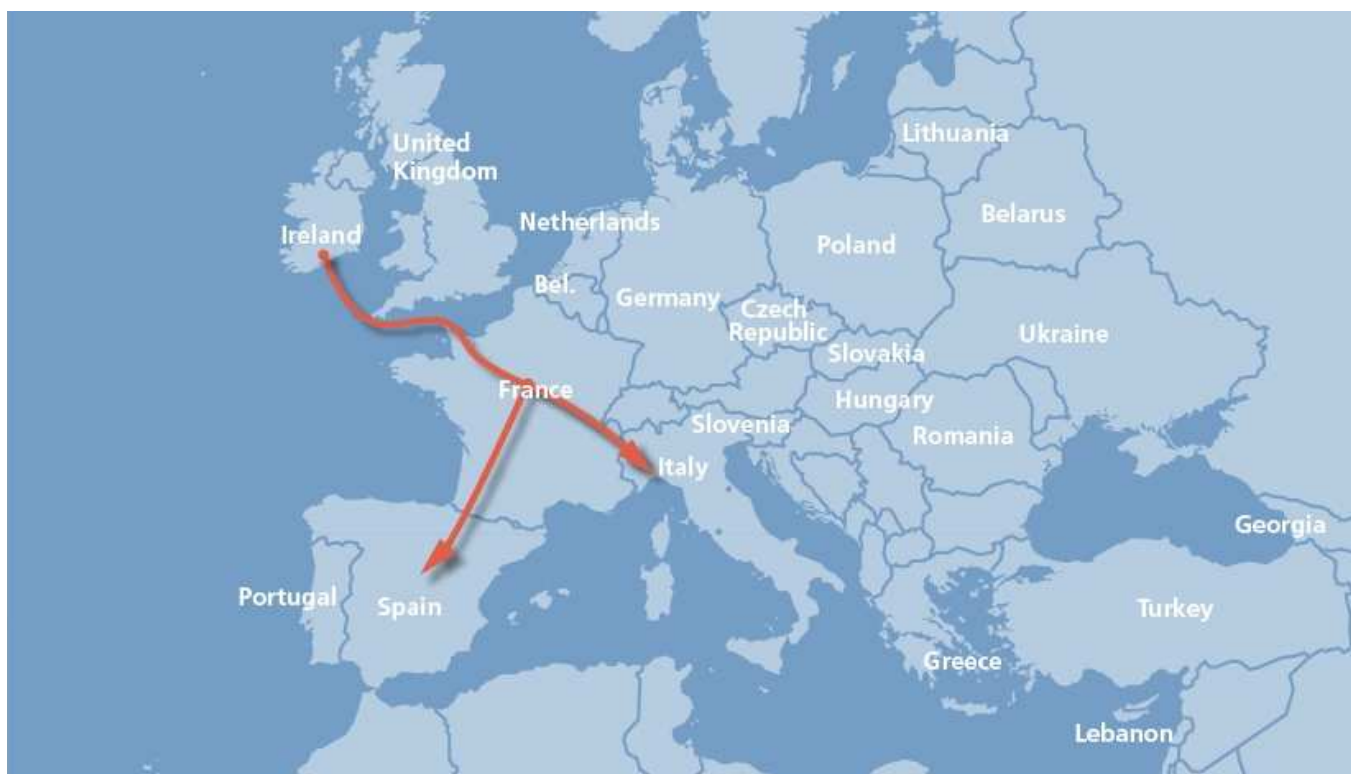 United
Kingdom
Lithuania
Ireland
Netherlands
Belarus
Poland
Bel.
Germany
Czech
Republic
Ukraine
Slovakia
France
Hungary
Slovenia
Romania
Italy
Georgia
Portugal
Spain
Turkey
Greece
Lebanon